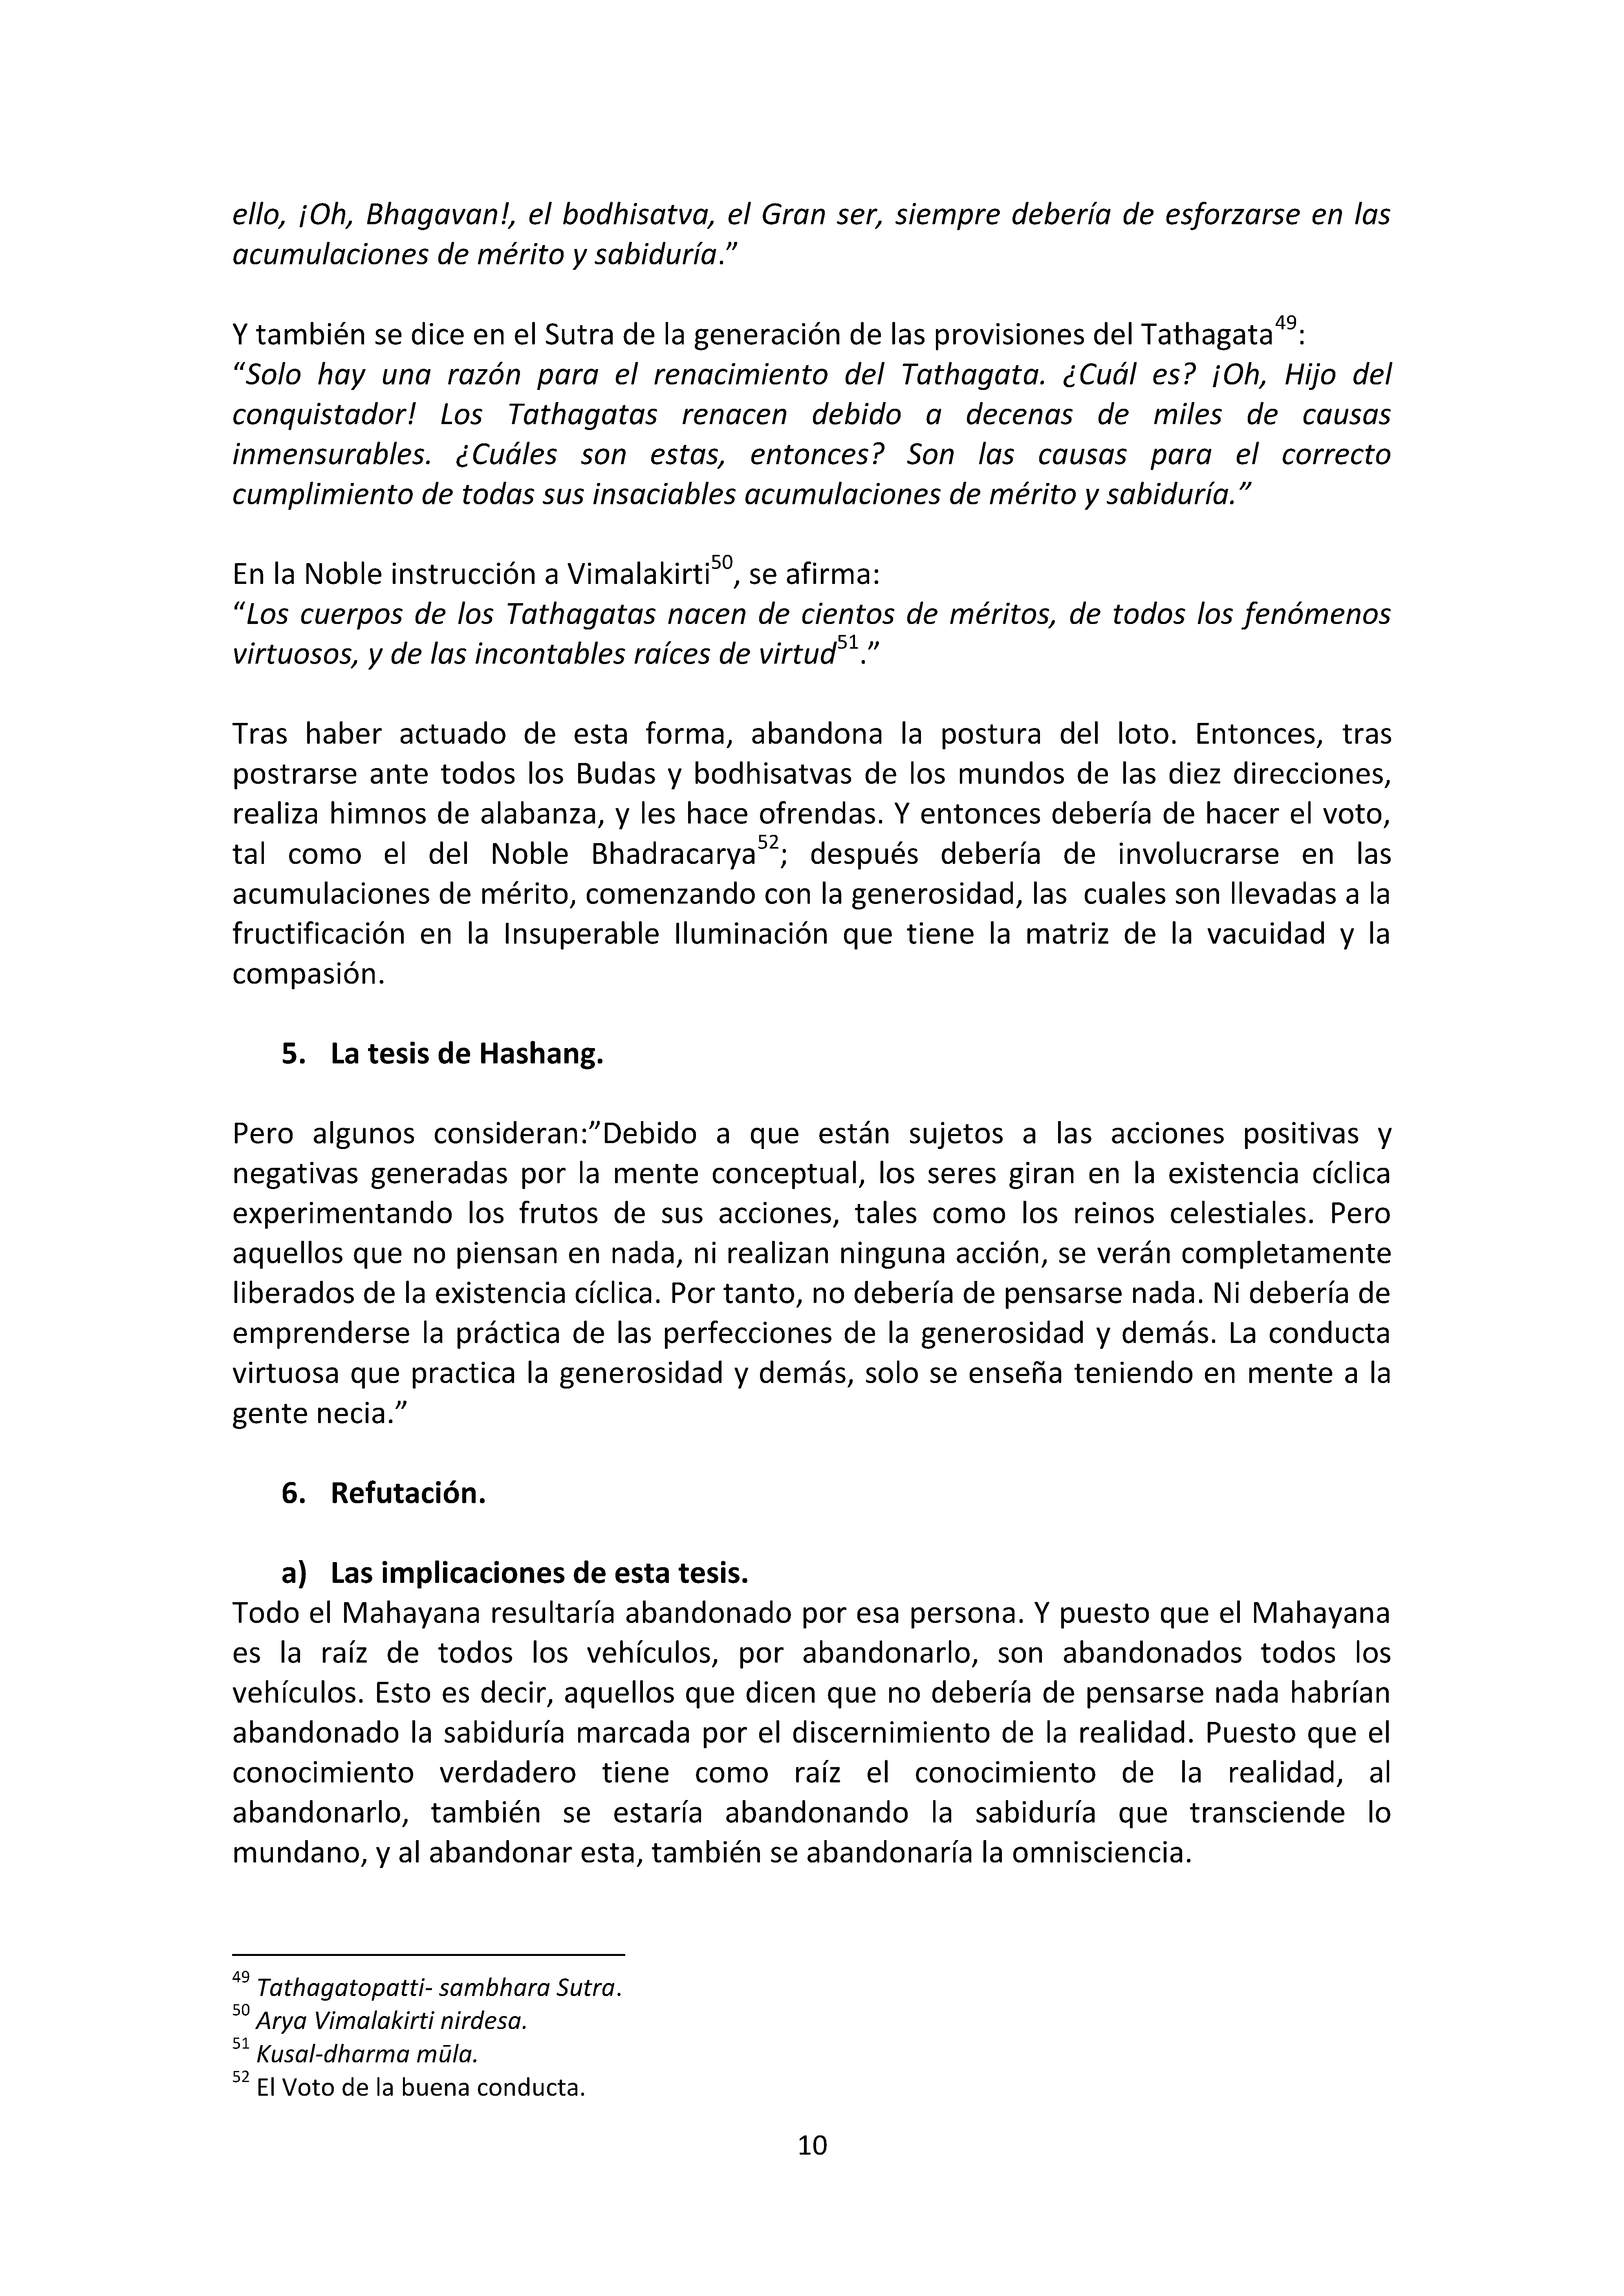 ello, ¡Oh, Bhagavan!, el bodhisatva, el Gran ser, siempre debería de esforzarse en las
acumulaciones de mérito y sabiduría.”
Y también se dice en el Sutra de la generación de las provisiones del Tathagata49:
“Solo hay una razón para el renacimiento del Tathagata. ¿Cuál es? ¡Oh, Hijo del
conquistador! Los Tathagatas renacen debido a decenas de miles de causas
inmensurables. ¿Cuáles son estas, entonces? Son las causas para el correcto
cumplimiento de todas sus insaciables acumulaciones de mérito y sabiduría.”
En la Noble instrucción a Vimalakirti50, se afirma:
“Los cuerpos de los Tathagatas nacen de cientos de méritos, de todos los fenómenos
virtuosos, y de las incontables raíces de virtud51.”
Tras haber actuado de esta forma, abandona la postura del loto. Entonces, tras
postrarse ante todos los Budas y bodhisatvas de los mundos de las diez direcciones,
realiza himnos de alabanza, y les hace ofrendas. Y entonces debería de hacer el voto,
tal como el del Noble Bhadracarya52; después debería de involucrarse en las
acumulaciones de mérito, comenzando con la generosidad, las cuales son llevadas a la
fructificación en la Insuperable Iluminación que tiene la matriz de la vacuidad y la
compasión.
5. La tesis de Hashang.
Pero algunos consideran:”Debido a que están sujetos a las acciones positivas y
negativas generadas por la mente conceptual, los seres giran en la existencia cíclica
experimentando los frutos de sus acciones, tales como los reinos celestiales. Pero
aquellos que no piensan en nada, ni realizan ninguna acción, se verán completamente
liberados de la existencia cíclica. Por tanto, no debería de pensarse nada. Ni debería de
emprenderse la práctica de las perfecciones de la generosidad y demás. La conducta
virtuosa que practica la generosidad y demás, solo se enseña teniendo en mente a la
gente necia.”
6. Refutación.
a) Las implicaciones de esta tesis.
Todo el Mahayana resultaría abandonado por esa persona. Y puesto que el Mahayana
es la raíz de todos los vehículos, por abandonarlo, son abandonados todos los
vehículos. Esto es decir, aquellos que dicen que no debería de pensarse nada habrían
abandonado la sabiduría marcada por el discernimiento de la realidad. Puesto que el
conocimiento verdadero tiene como raíz el conocimiento de la realidad, al
abandonarlo, también se estaría abandonando la sabiduría que transciende lo
mundano, y al abandonar esta, también se abandonaría la omnisciencia.
49 Tathagatopatti- sambhara Sutra.
50 Arya Vimalakirti nirdesa.
51 Kusal-dharma mūla.
52 El Voto de la buena conducta.
10